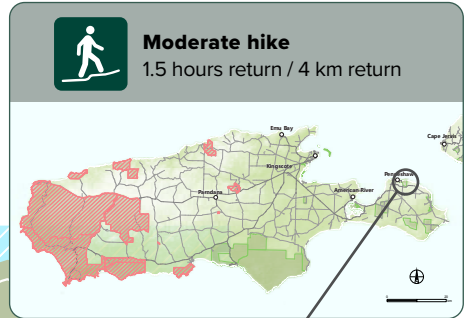 Moderate hike
1.5 hours return / 4 km return
Emu Bay
Cape Jervis
Kingscote
Penneshaw
Parndana
American River